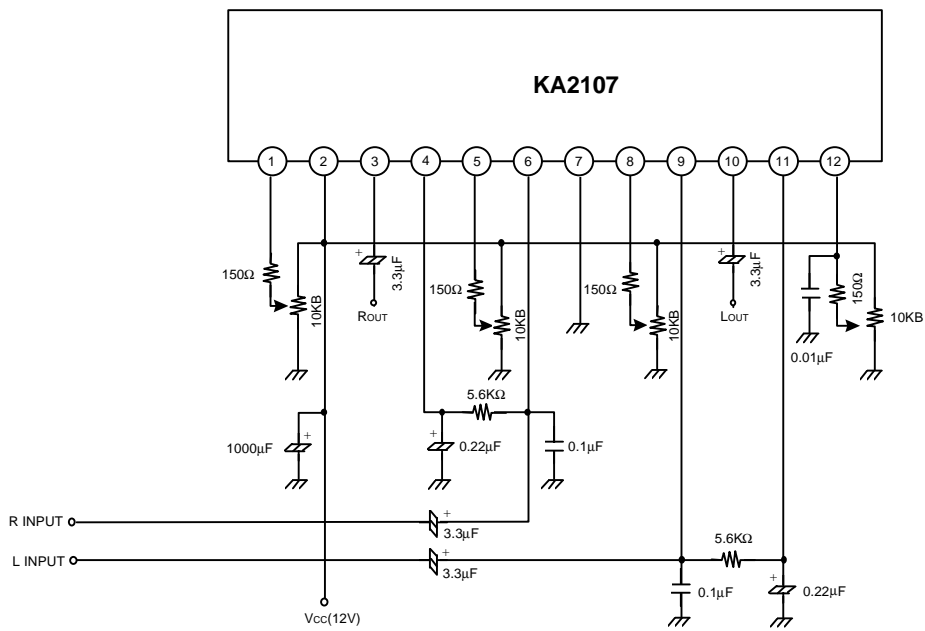 KA2107
1 2 3 4 5 6 7 8 9 10 11 12
150Ω
10KB
+
3.3μF
ROUT
150Ω
10KB
150Ω
10KB
+
3.3μF
LOUT
0.01μF
150Ω
10KB
1000μF
+
+
0.22μF
5.6KΩ
0.1μF
R INPUT
+
3.3μF
L INPUT
+
3.3μF
5.6KΩ
0.1μF
+
0.22μF
VCC(12V)